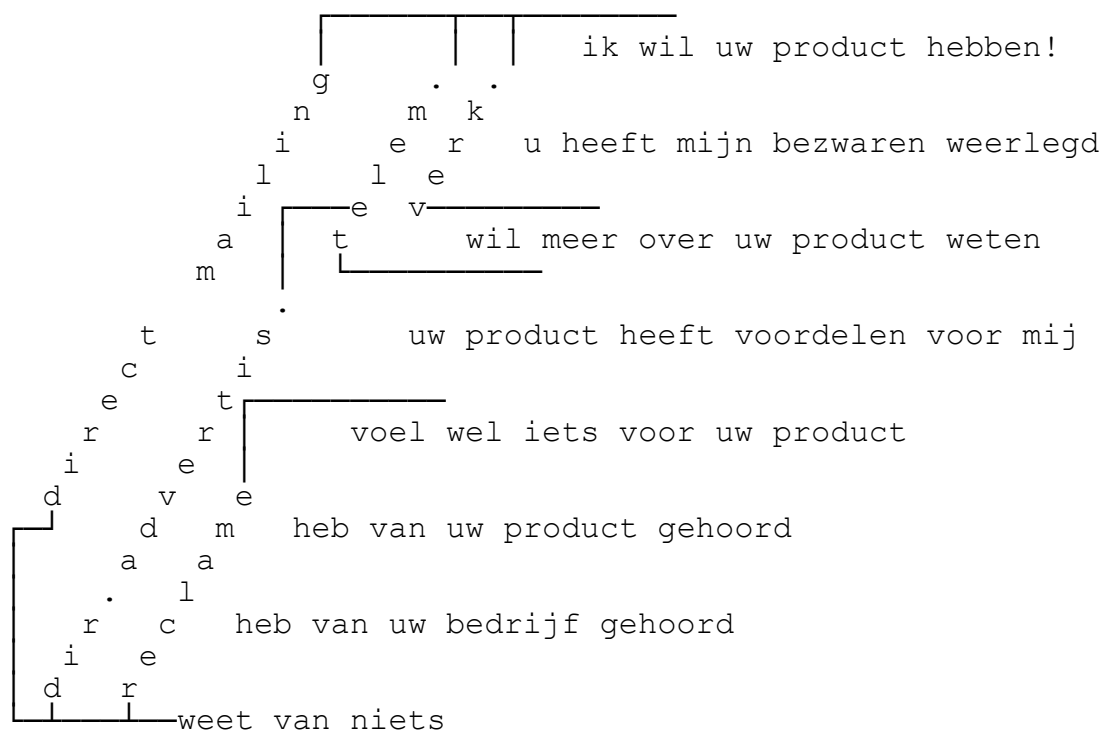 direct mailing
telem.
verk.
ik wil uw product hebben!
u heeft mijn bezwaren weerlegd
wil meer over uw product weten
dir. advertis.
uw product heeft voordelen voor mij
voel wel iets voor uw product
reclame
heb van uw product gehoord
heb van uw bedrijf gehoord
weet van niets